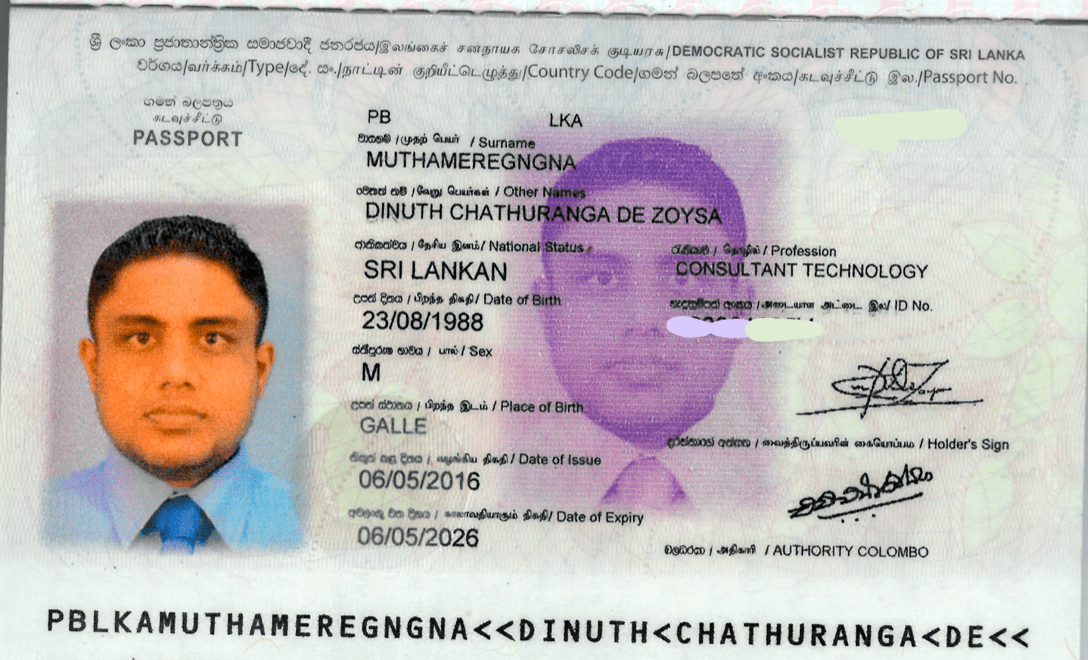 ශ්‍රී ලංකා ප්‍රජාතාන්ත්‍රික සමාජවාදී ජනරජය/இலங்கைச் சனநாயக சோசலிசக் குடியரசு/DEMOCRATIC SOCIALIST REPUBLIC OF SRI LANKA
වර්ගය/வர்க்கம்/Type/දේ. සං./நாட்டின் குறியீட்டெழுத்து/Country Code/ගමන් බලපත්‍ර අංකය/கடவுச்சீட்டு இல./Passport No.
ගමන් බලපත්‍රය
கடவுச்சீட்டு
PASSPORT
PB LKA
වාසගම /முதற் பெயர் / Surname
MUTHAMEREGNGNA
වෙනත් නම් /வேறு பெயர்கள் / Other Names
DINUTH CHATHURANGA DE ZOYSA
ජාතිකත්වය / தேசிய இனம்/ National Status
SRI LANKAN
රැකියාව / தொழில் / Profession
CONSULTANT TECHNOLOGY
උපන් දිනය / பிறந்த திகதி / Date of Birth
23/08/1988
හැඳුනුම්පත් අංකය /அடையாள அட்டை இல/ ID No.
ස්ත්‍රීපුරුෂ භාවය / பால் / Sex
M
උපන් ස්ථානය / பிறந்த இடம் / Place of Birth
GALLE
නිකුත් කළ දිනය / வழங்கிய திகதி / Date of Issue
06/05/2016
වලංගු වන දිනය / காலாவதியாகும் திகதி/ Date of Expiry
06/05/2026
දරන්නාගේ අත්සන / வைத்திருப்பவரின் கையொப்பம் / Holder's Sign
බලධරයා / அதிகாரி / AUTHORITY COLOMBO
PBLKAMUTHAMEREGNGNA<<DINUTH<CHATHURANGA<DE<<